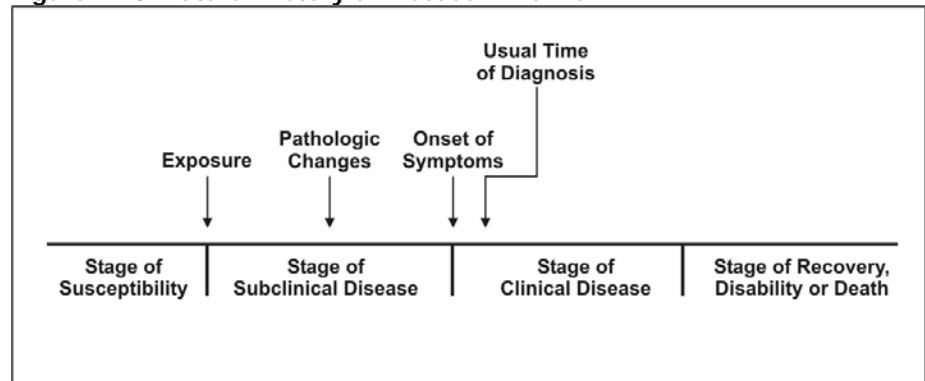 Usual Time
of Diagnosis
Pathologic
Changes
Onset of
Symptoms
Exposure
Stage of
Susceptibility
Stage of
Subclinical Disease
Stage of
Clinical Disease
Stage of Recovery,
Disability or Death